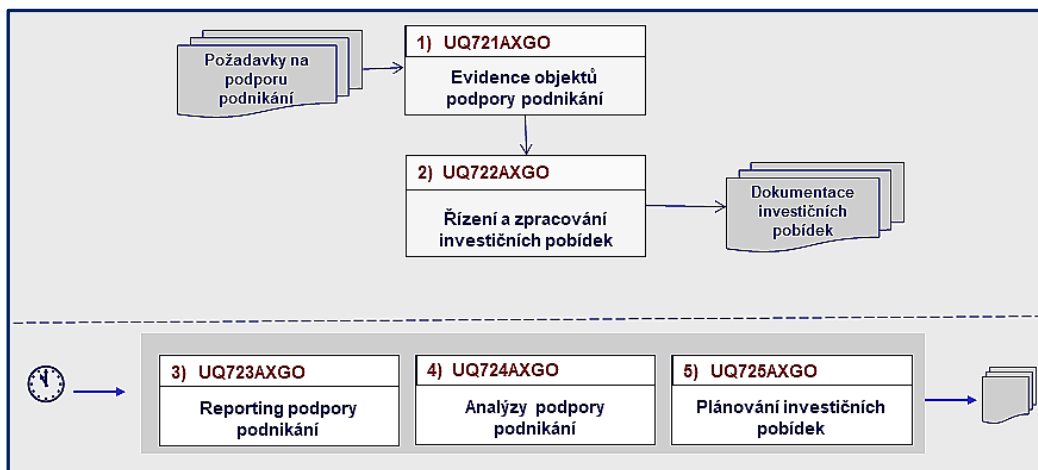 Požadavky na
podporu
podnikání
1) UQ721AXGO
Evidence objektů
podpory podnikání
2) UQ722AXGO
Řízení a zpracování
investičních pobídek
Dokumentace
investičních
pobídek
3) UQ723AXGO
Reporting podpory
podnikání
4) UQ724AXGO
Analýzy podpory
podnikání
5) UQ725AXGO
Plánování investičních
pobídek